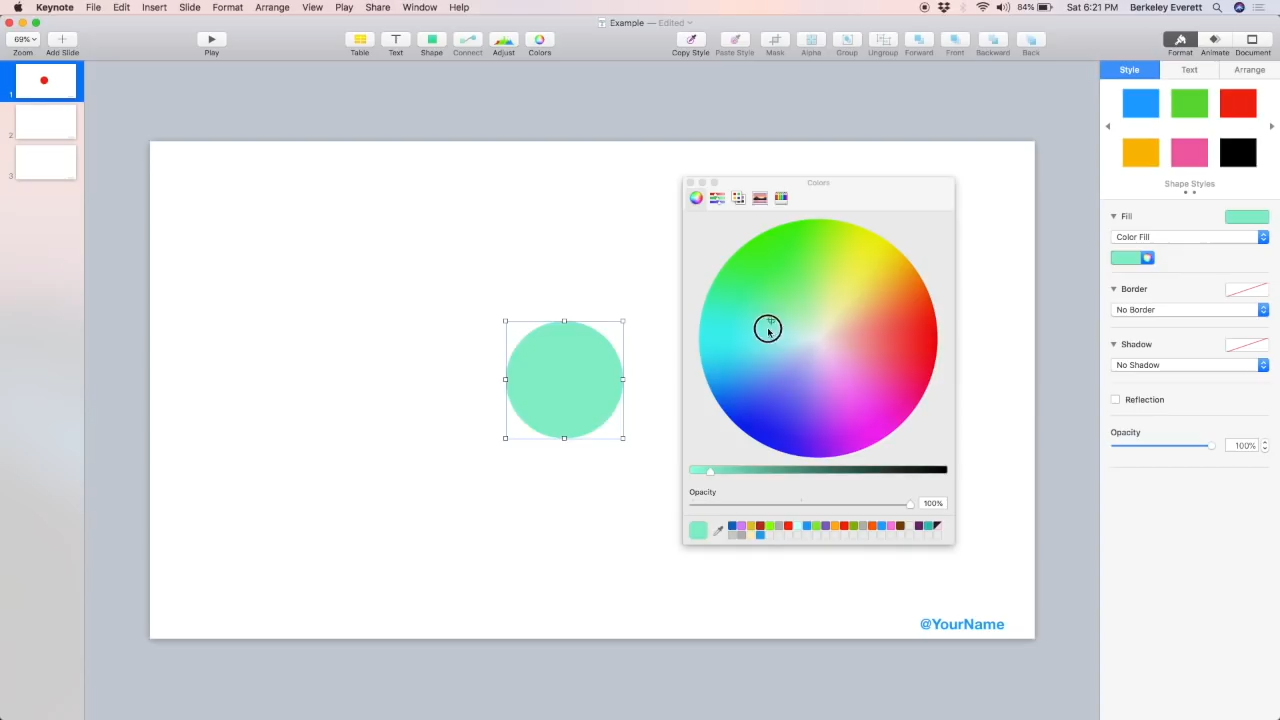 Keynote File Edit Insert Slide Format Arrange View Play Share Window Help 84% Sat 6:21 PM Berkeley Everett
Example — Edited
69%
Zoom Add Slide Play Table Text Shape Connect Adjust Colors Copy Style Paste Style Mask Alpha Group Ungroup Forward Front Backward Back Format Animate Document
Style Text Arrange
1
2
3
Shape Styles
Fill
Color Fill
Border
No Border
Shadow
No Shadow
Reflection
Opacity
100%
Colors
Opacity
100%
@YourName